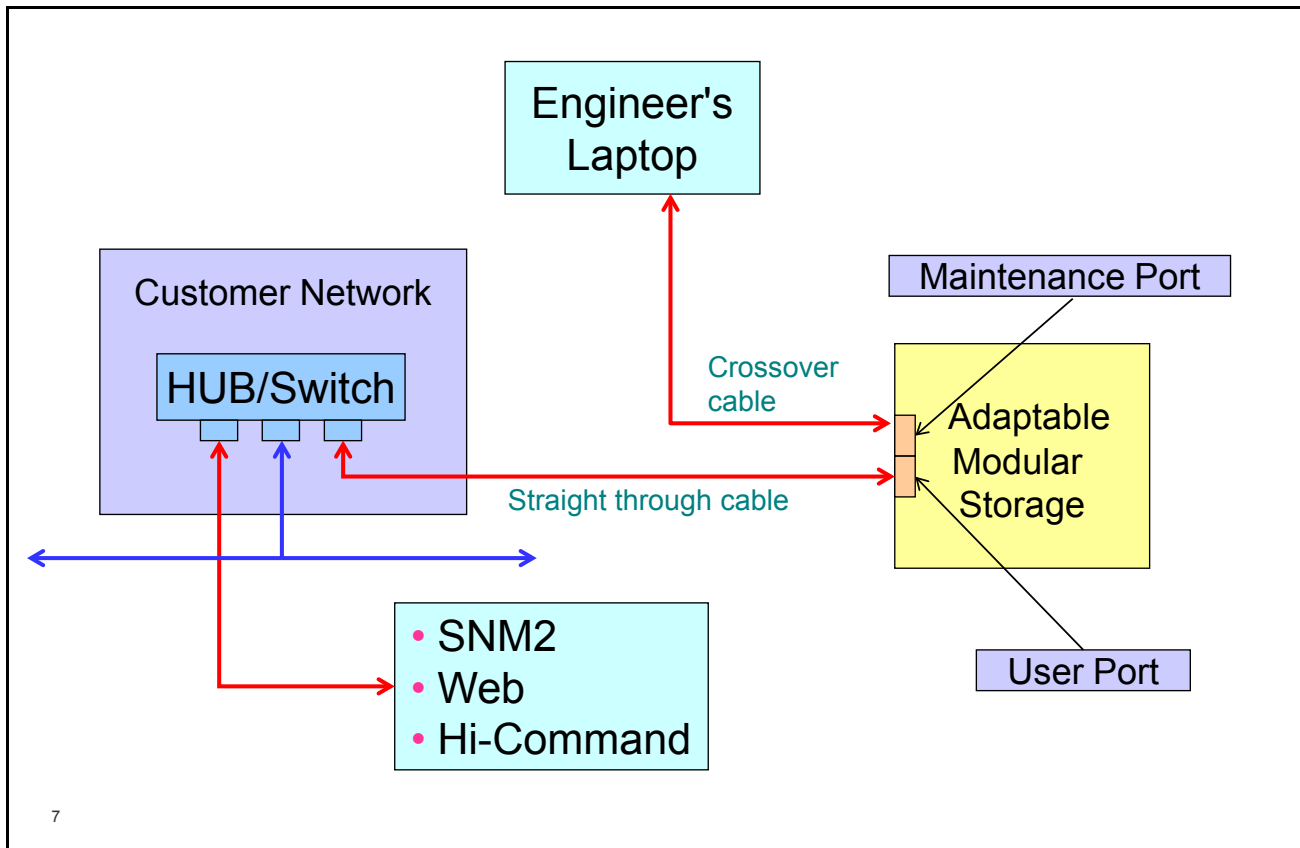 Engineer's
Laptop
Customer Network
HUB/Switch
Maintenance Port
Crossover
cable
Adaptable
Modular
Storage
Straight through cable
• SNM2
• Web
• Hi-Command
User Port
7